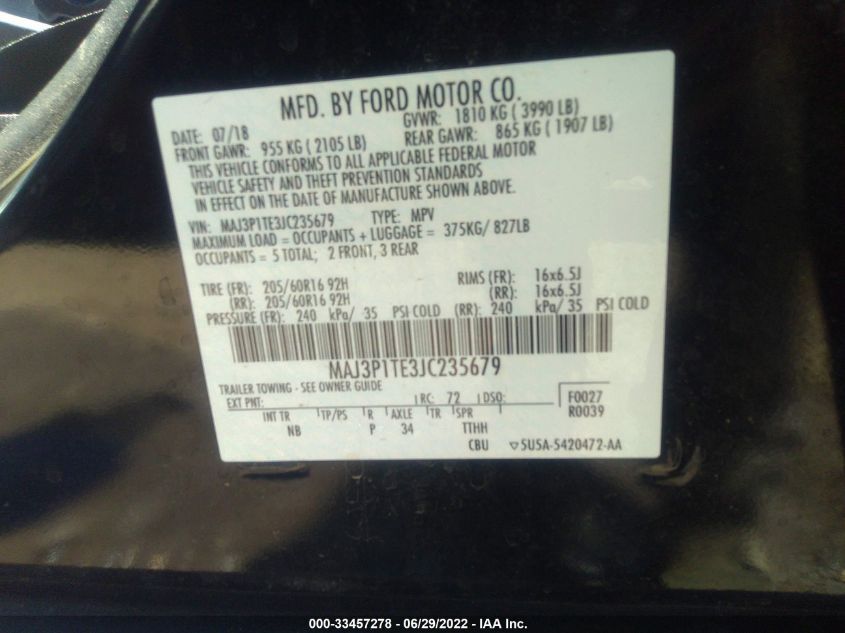 MFD. BY FORD MOTOR CO.
DATE: 07/18 GVWR: 1810 KG ( 3990 LB)
FRONT GAWR: 955 KG ( 2105 LB) REAR GAWR: 865 KG ( 1907 LB)
THIS VEHICLE CONFORMS TO ALL APPLICABLE FEDERAL MOTOR
VEHICLE SAFETY AND THEFT PREVENTION STANDARDS
IN EFFECT ON THE DATE OF MANUFACTURE SHOWN ABOVE.
VIN: MAJ3P1TE3JC235679 TYPE: MPV
MAXIMUM LOAD = OCCUPANTS + LUGGAGE = 375KG/ 827LB
OCCUPANTS = 5 TOTAL; 2 FRONT, 3 REAR
TIRE (FR): 205/60R16 92H RIMS (FR): 16x6.5J
(RR): 205/60R16 92H (RR): 16x6.5J
PRESSURE (FR): 240 kPa/ 35 PSI COLD (RR): 240 kPa/ 35 PSI COLD
MAJ3P1TE3JC235679
TRAILER TOWING - SEE OWNER GUIDE
EXT PNT: RC: 72 DSO: F0027
INT TR TP/PS R AXLE TR SPR R0039
NB P 34 TTHH
CBU 5U5A-5420472-AA
000-33457278 - 06/29/2022 - IAA Inc.